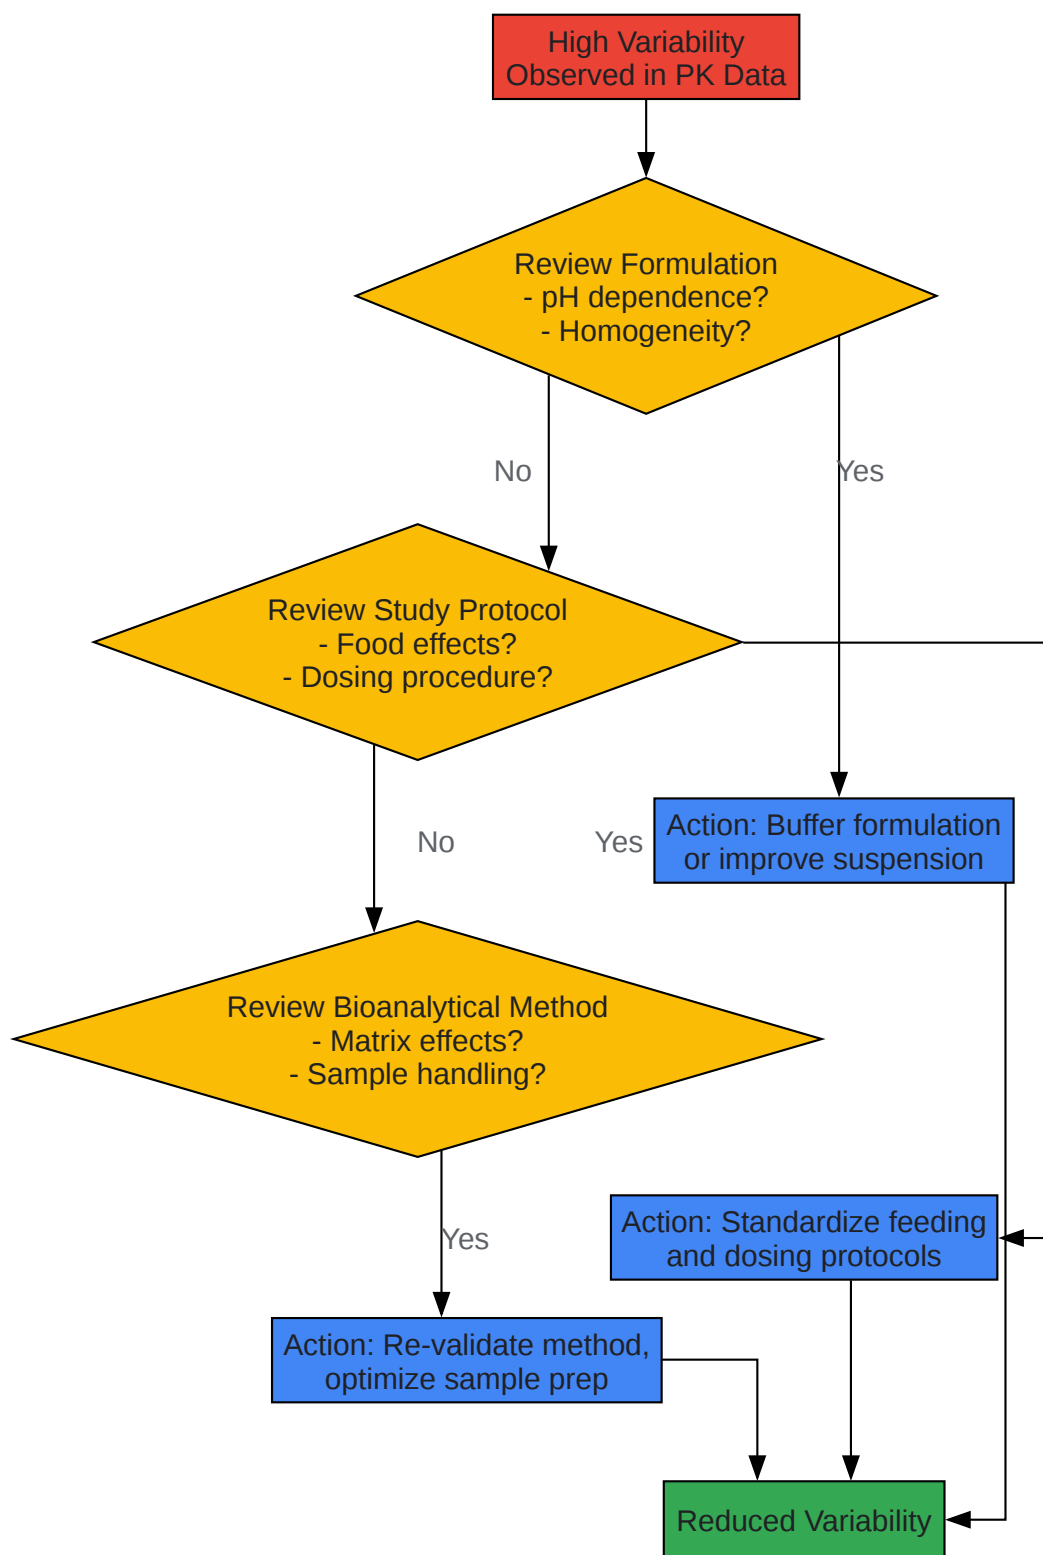 High Variability
Observed in PK Data
Review Formulation
- pH dependence?
- Homogeneity?
No
Yes
Review Study Protocol
- Food effects?
- Dosing procedure?
No
Yes
Action: Buffer formulation
or improve suspension
Review Bioanalytical Method
- Matrix effects?
- Sample handling?
Yes
Action: Standardize feeding
and dosing protocols
Action: Re-validate method,
optimize sample prep
Reduced Variability